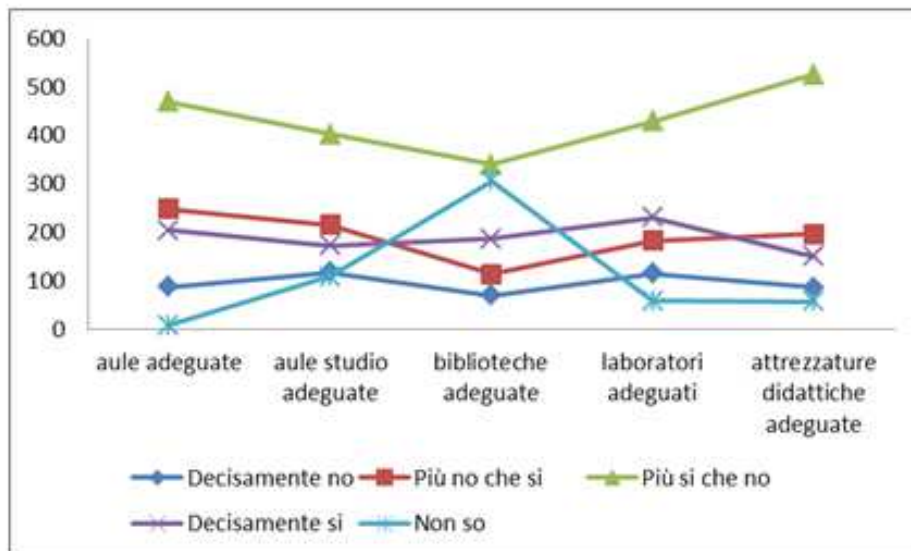 600
500
400
300
200
100
0
aule adeguate
aule studio adeguate
biblioteche adeguate
laboratori adeguati
attrezzature didattiche adeguate
Decisamente no
Più no che si
Più si che no
Decisamente si
Non so